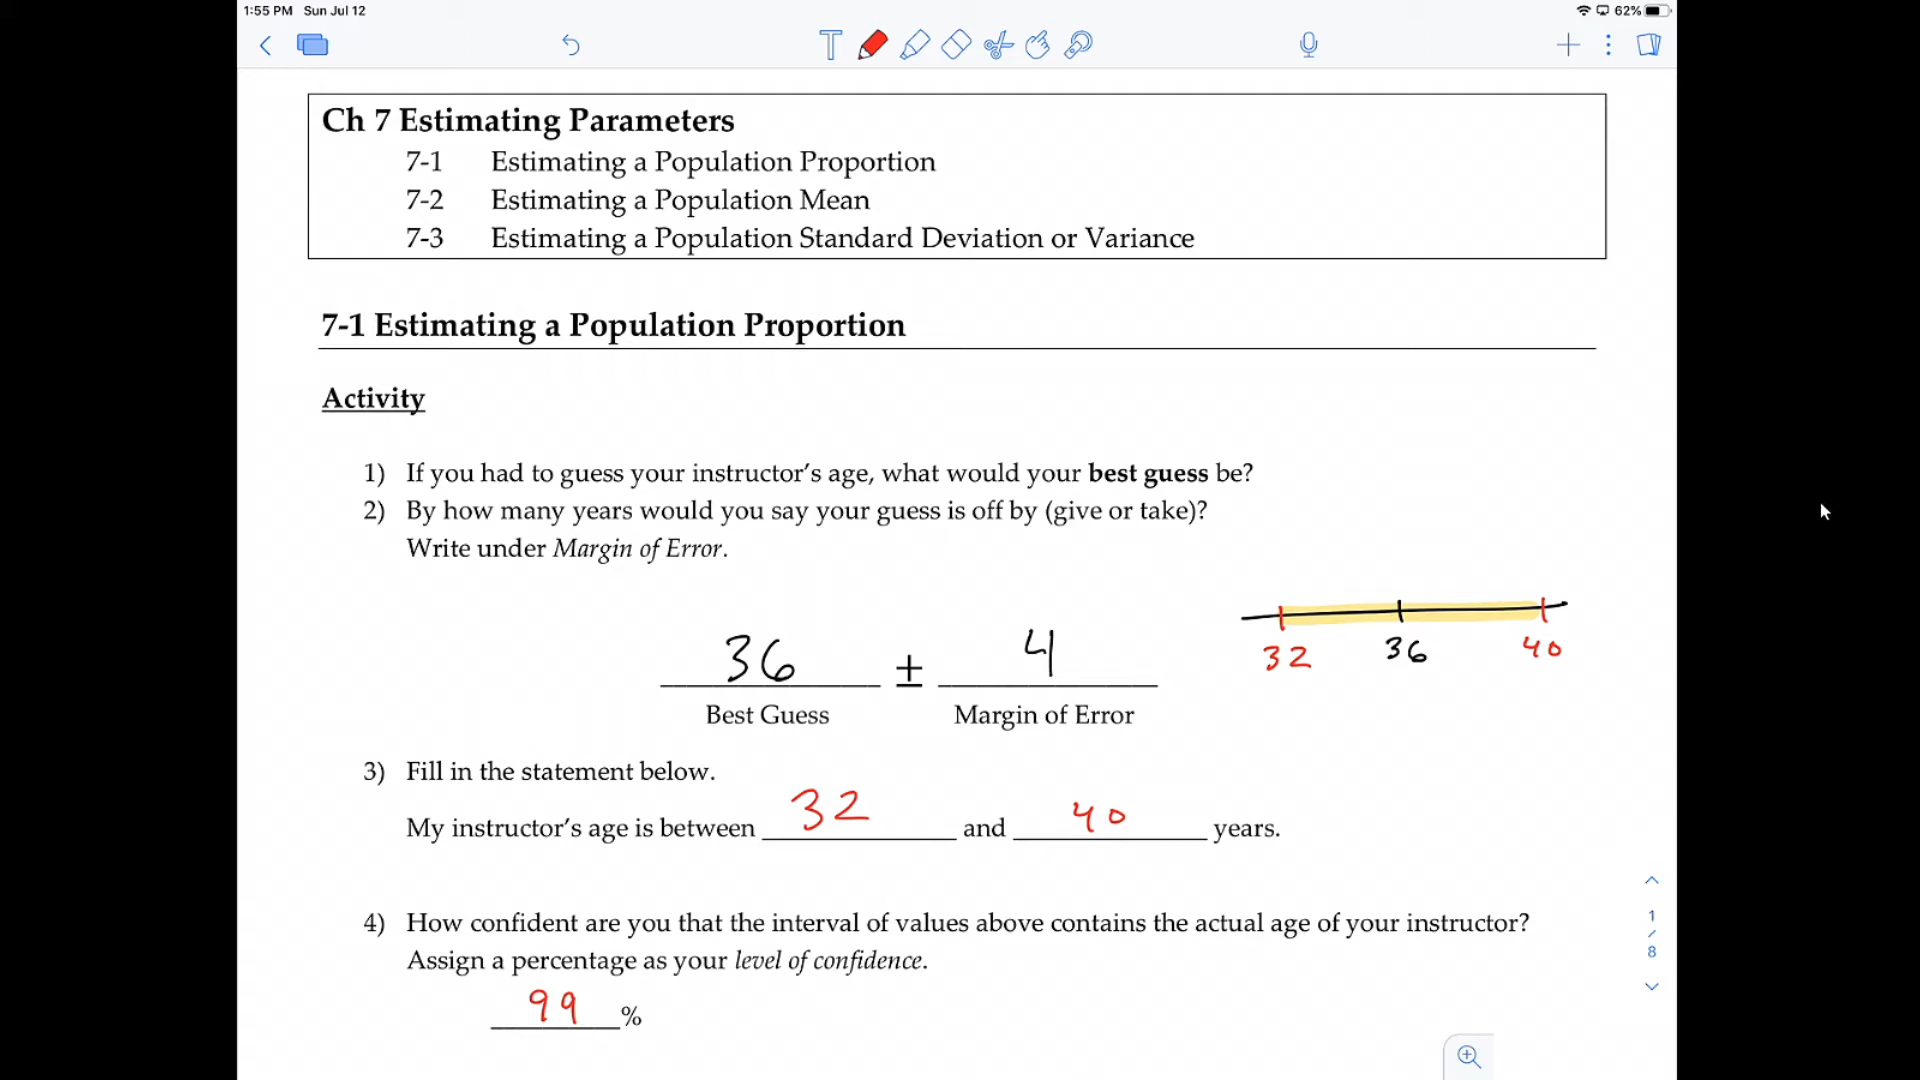 1:55 PM Sun Jul 12
62%
Ch 7 Estimating Parameters
7-1 Estimating a Population Proportion
7-2 Estimating a Population Mean
7-3 Estimating a Population Standard Deviation or Variance
7-1 Estimating a Population Proportion
Activity
1) If you had to guess your instructor's age, what would your best guess be?
2) By how many years would you say your guess is off by (give or take)?
Write under Margin of Error.
36 ± 4
32 36 40
Best Guess Margin of Error
3) Fill in the statement below.
My instructor's age is between 32 and 40 years.
4) How confident are you that the interval of values above contains the actual age of your instructor?
Assign a percentage as your level of confidence.
99 %
1
/
8